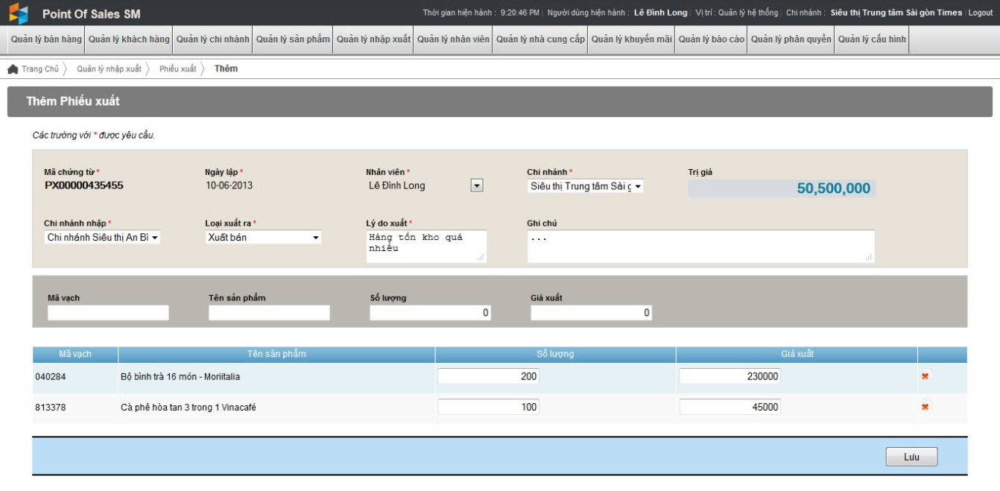 Point Of Sales SM
Thời gian hiện hành : 9:20:46 PM | Người dùng hiện hành : Lê Đình Long | Vị trí : Quản lý hệ thống | Chi nhánh : Siêu thị Trung tâm Sài gòn Times | Logout
Quản lý bán hàng Quản lý khách hàng Quản lý chi nhánh Quản lý sản phẩm Quản lý nhập xuất Quản lý nhân viên Quản lý nhà cung cấp Quản lý khuyến mãi Quản lý báo cáo Quản lý phân quyền Quản lý cấu hình
Trang Chủ Quản lý nhập xuất Phiếu xuất Thêm
Thêm Phiếu xuất
Các trường với * được yêu cầu.
Mã chứng từ * Ngày lập * Nhân viên * Chi nhánh * Trị giá
PX00000435455 10-06-2013 Lê Đình Long Siêu thị Trung tâm Sài g 50,500,000
Chi nhánh nhập * Loại xuất ra * Lý do xuất * Ghi chú
Chi nhánh Siêu thị An Bì Xuất bán Hàng tồn kho quá ...
nhiều
Mã vạch Tên sản phẩm Số lượng Giá xuất
0 0
Mã vạch Tên sản phẩm Số lượng Giá xuất
040284 Bộ bình trà 16 món - Moriitalia 200 230000
813378 Cà phê hòa tan 3 trong 1 Vinacafé 100 45000
Lưu